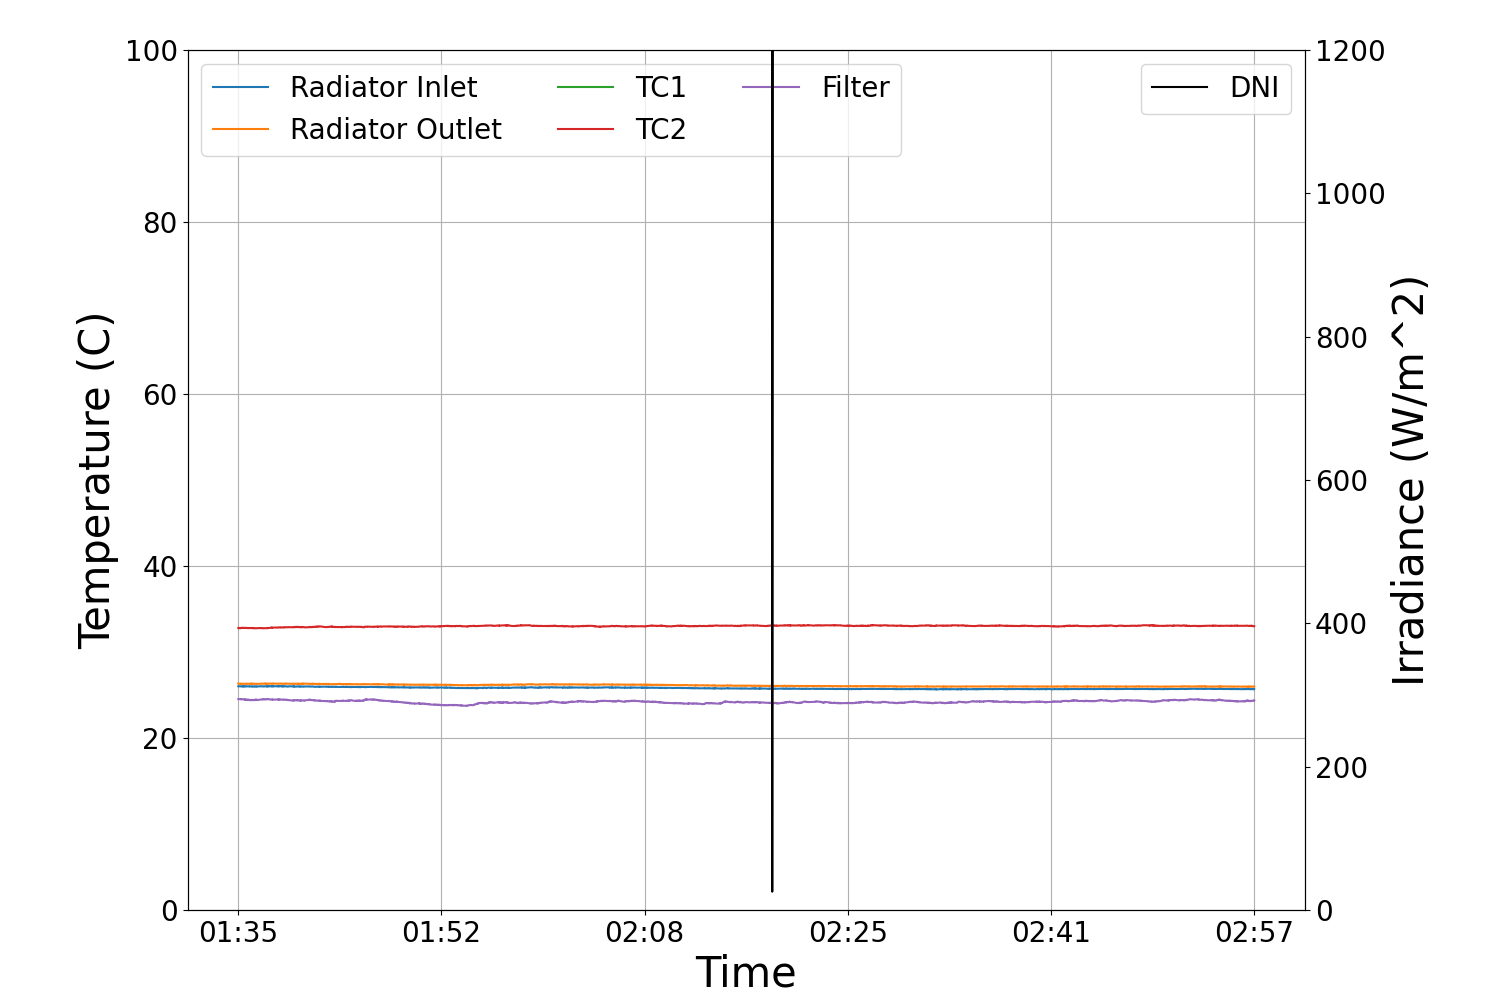 Radiator Inlet
Radiator Outlet
TC1
TC2
Filter
DNI
100
80
60
40
20
0
Temperature (C)
1200
1000
800
600
400
200
0
Irradiance (W/m^2)
01:35 01:52 02:08 02:25 02:41 02:57
Time